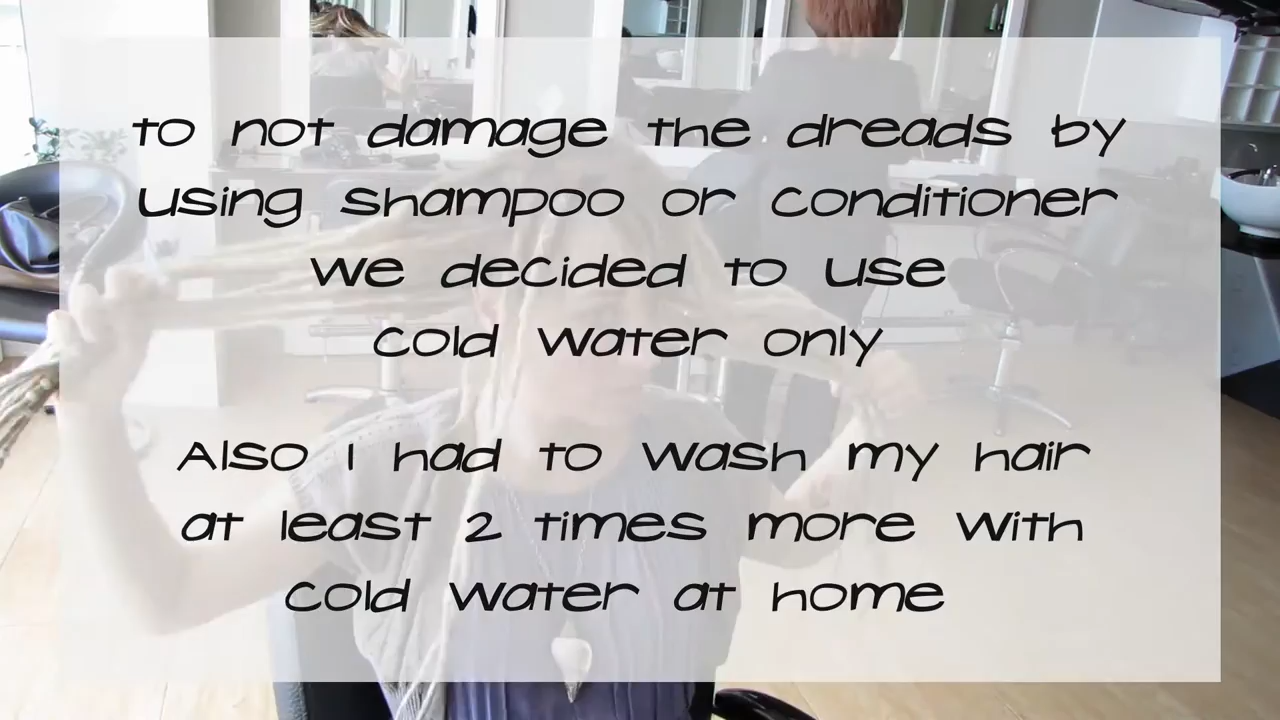 to not damage the dreads by
using shampoo or conditioner
we decided to use
cold water only
Also I had to wash my hair
at least 2 times more with
cold water at home